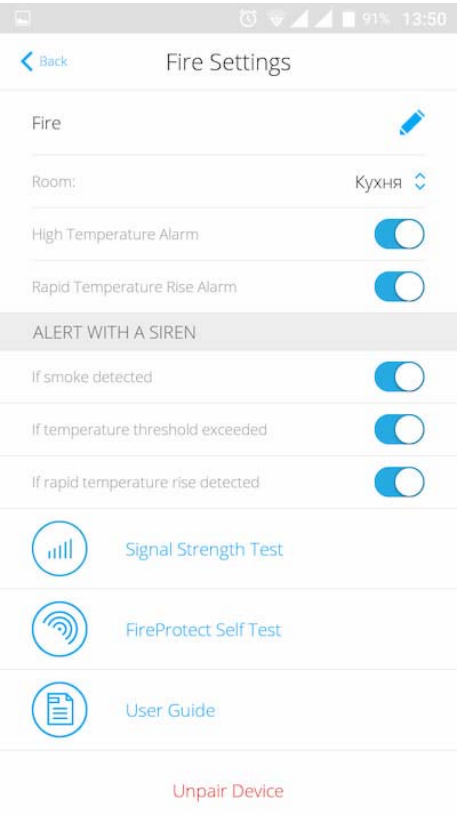 91% 13:50
Back Fire Settings
Fire
Room: Кухня
High Temperature Alarm
Rapid Temperature Rise Alarm
ALERT WITH A SIREN
If smoke detected
If temperature threshold exceeded
If rapid temperature rise detected
Signal Strength Test
FireProtect Self Test
User Guide
Unpair Device